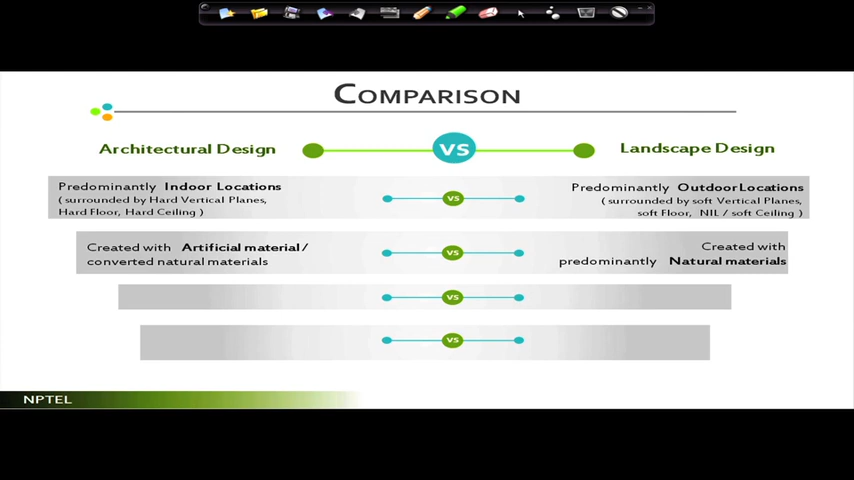 COMPARISON
Architectural Design
VS
Landscape Design
Predominantly Indoor Locations
( surrounded by Hard Vertical Planes,
Hard Floor, Hard Ceiling )
VS
Predominantly Outdoor Locations
( surrounded by soft Vertical Planes,
soft Floor, NIL / soft Ceiling )
Created with Artificial material /
converted natural materials
VS
Created with
predominantly Natural materials
VS
VS
NPTEL